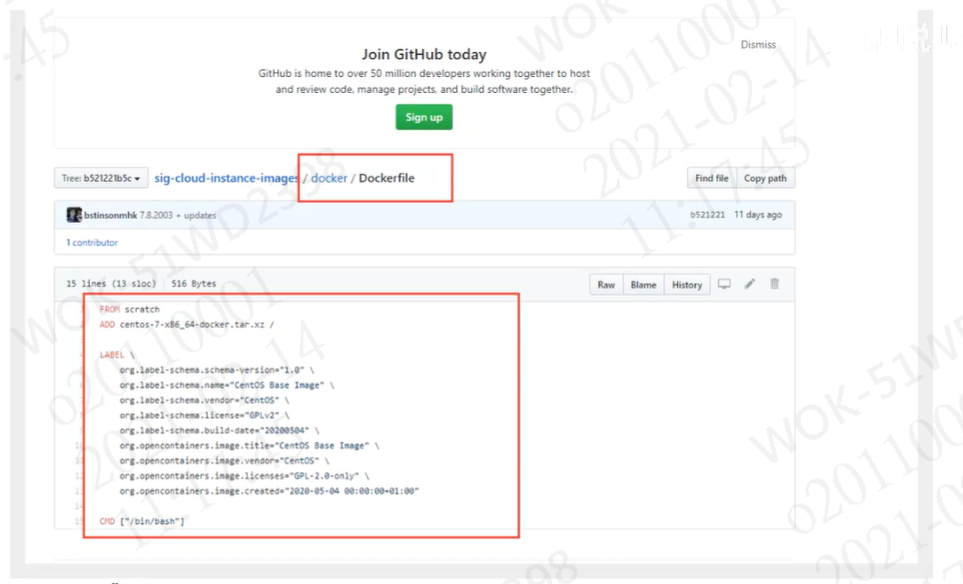 Join GitHub today
Dismiss
GitHub is home to over 50 million developers working together to host
and review code, manage projects, and build software together.
Sign up
Tree: b521221b5c
sig-cloud-instance-images / docker / Dockerfile
Find file
Copy path
bstinsonmhk 7.8.2003 + updates
b521221 11 days ago
1 contributor
15 lines (13 sloc) 516 Bytes
Raw Blame History
FROM scratch
ADD centos-7-x86_64-docker.tar.xz /
LABEL \
org.label-schema.schema-version="1.0" \
org.label-schema.name="CentOS Base Image" \
org.label-schema.vendor="CentOS" \
org.label-schema.license="GPLv2" \
org.label-schema.build-date="20200504" \
10 org.opencontainers.image.title="CentOS Base Image" \
org.opencontainers.image.vendor="CentOS" \
12 org.opencontainers.image.licenses="GPL-2.0-only" \
org.opencontainers.image.created="2020-05-04 00:00:00+01:00"
14
15 CMD ["/bin/bash"]
:45
WOK-51WD2398
020110001
2021-02-14
11:17:45